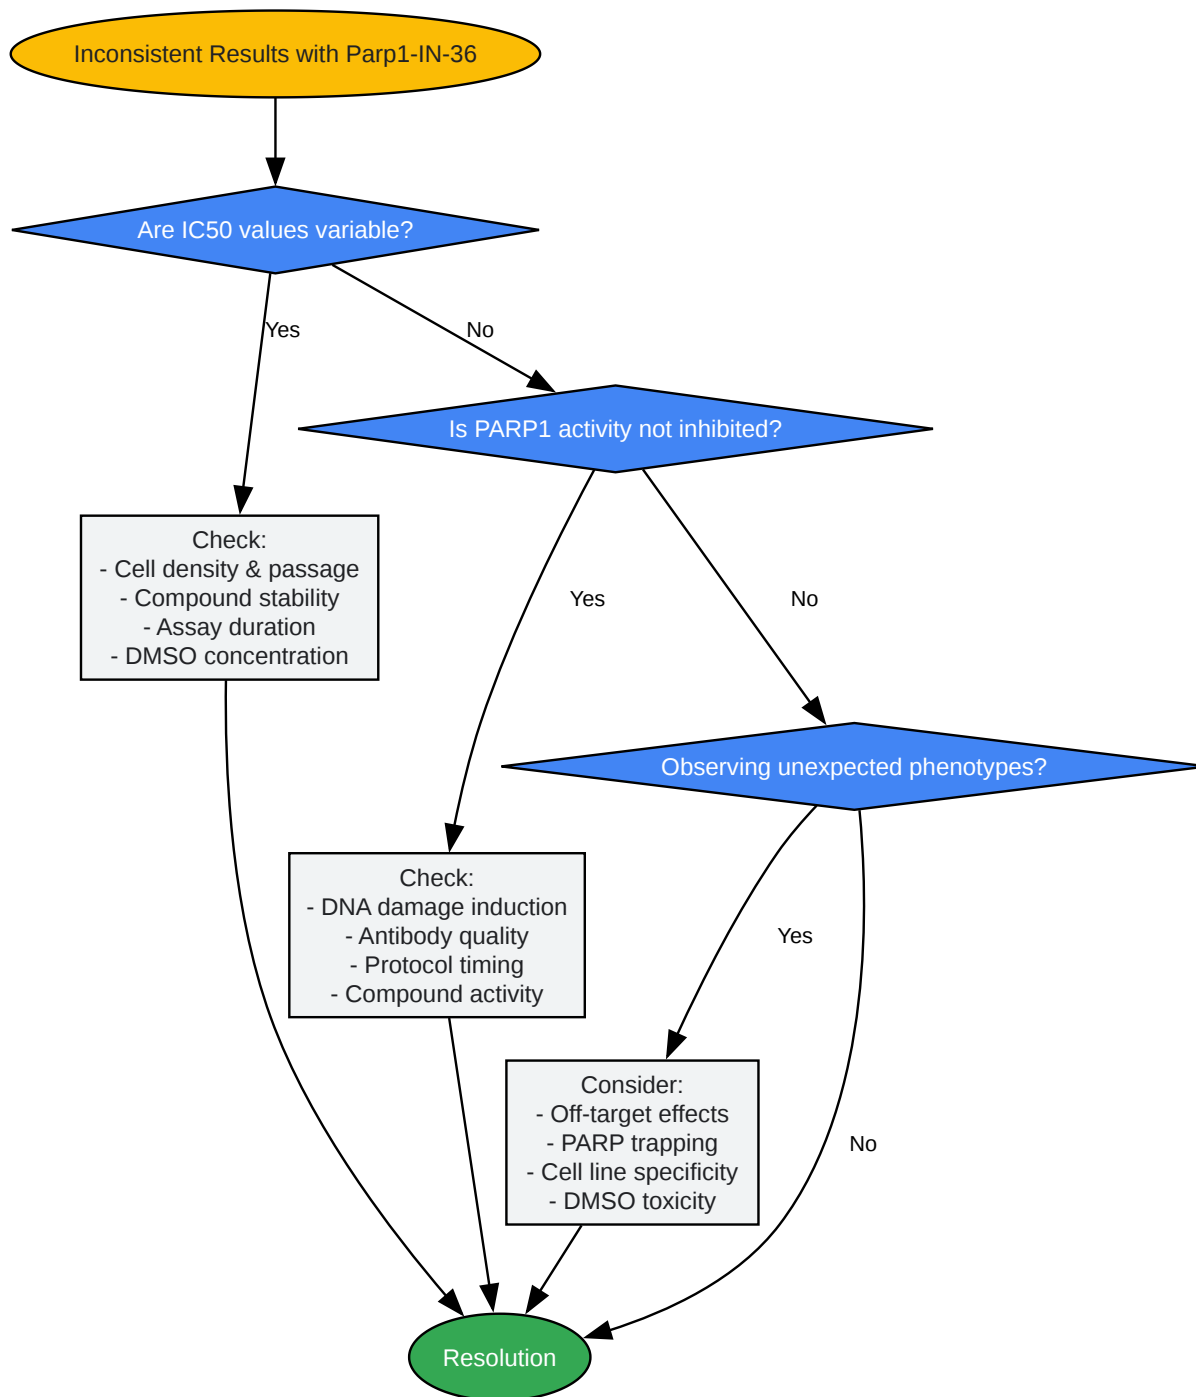 Inconsistent Results with Parp1-IN-36
Are IC50 values variable?
Yes
No
Is PARP1 activity not inhibited?
Check:
- Cell density & passage
- Compound stability
- Assay duration
- DMSO concentration
Yes
No
Observing unexpected phenotypes?
Check:
- DNA damage induction
- Antibody quality
- Protocol timing
- Compound activity
Yes
No
Consider:
- Off-target effects
- PARP trapping
- Cell line specificity
- DMSO toxicity
Resolution